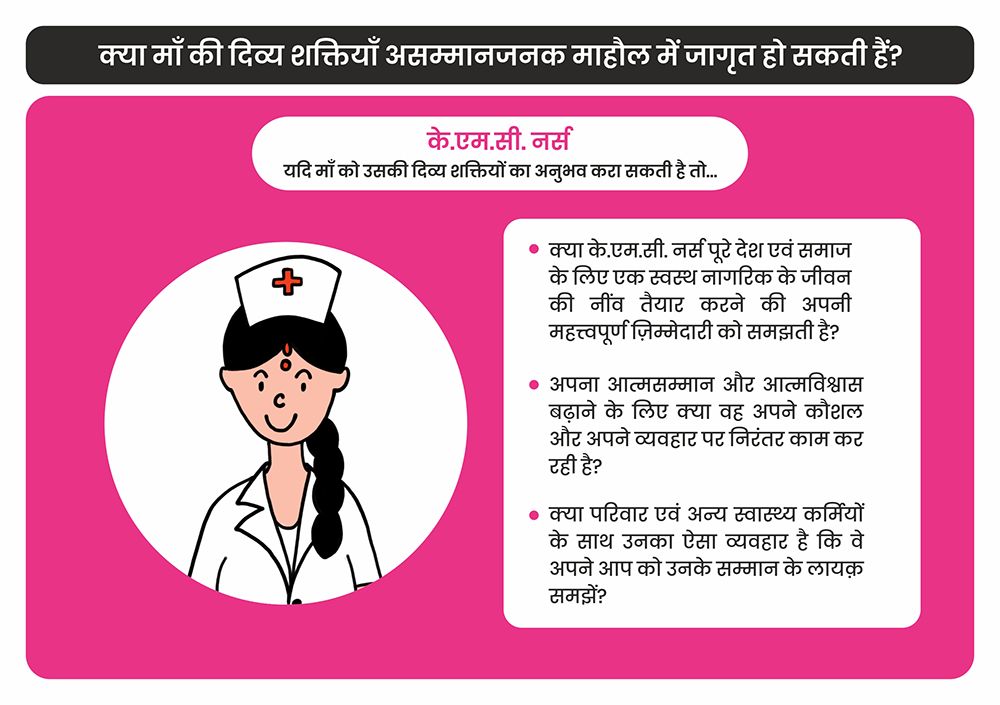 क्या माँ की दिव्य शक्तियाँ असम्मानजनक माहौल में जागृत हो सकती हैं?
के.एम.सी. नर्स
यदि माँ को उसकी दिव्य शक्तियों का अनुभव करा सकती है तो...
• क्या के.एम.सी. नर्स पूरे देश एवं समाज
के लिए एक स्वस्थ नागरिक के जीवन
की नींव तैयार करने की अपनी
महत्त्वपूर्ण ज़िम्मेदारी को समझती है?
• अपना आत्मसम्मान और आत्मविश्वास
बढ़ाने के लिए क्या वह अपने कौशल
और अपने व्यवहार पर निरंतर काम कर
रही है?
• क्या परिवार एवं अन्य स्वास्थ्य कर्मियों
के साथ उनका ऐसा व्यवहार है कि वे
अपने आप को उनके सम्मान के लायक़
समझें?